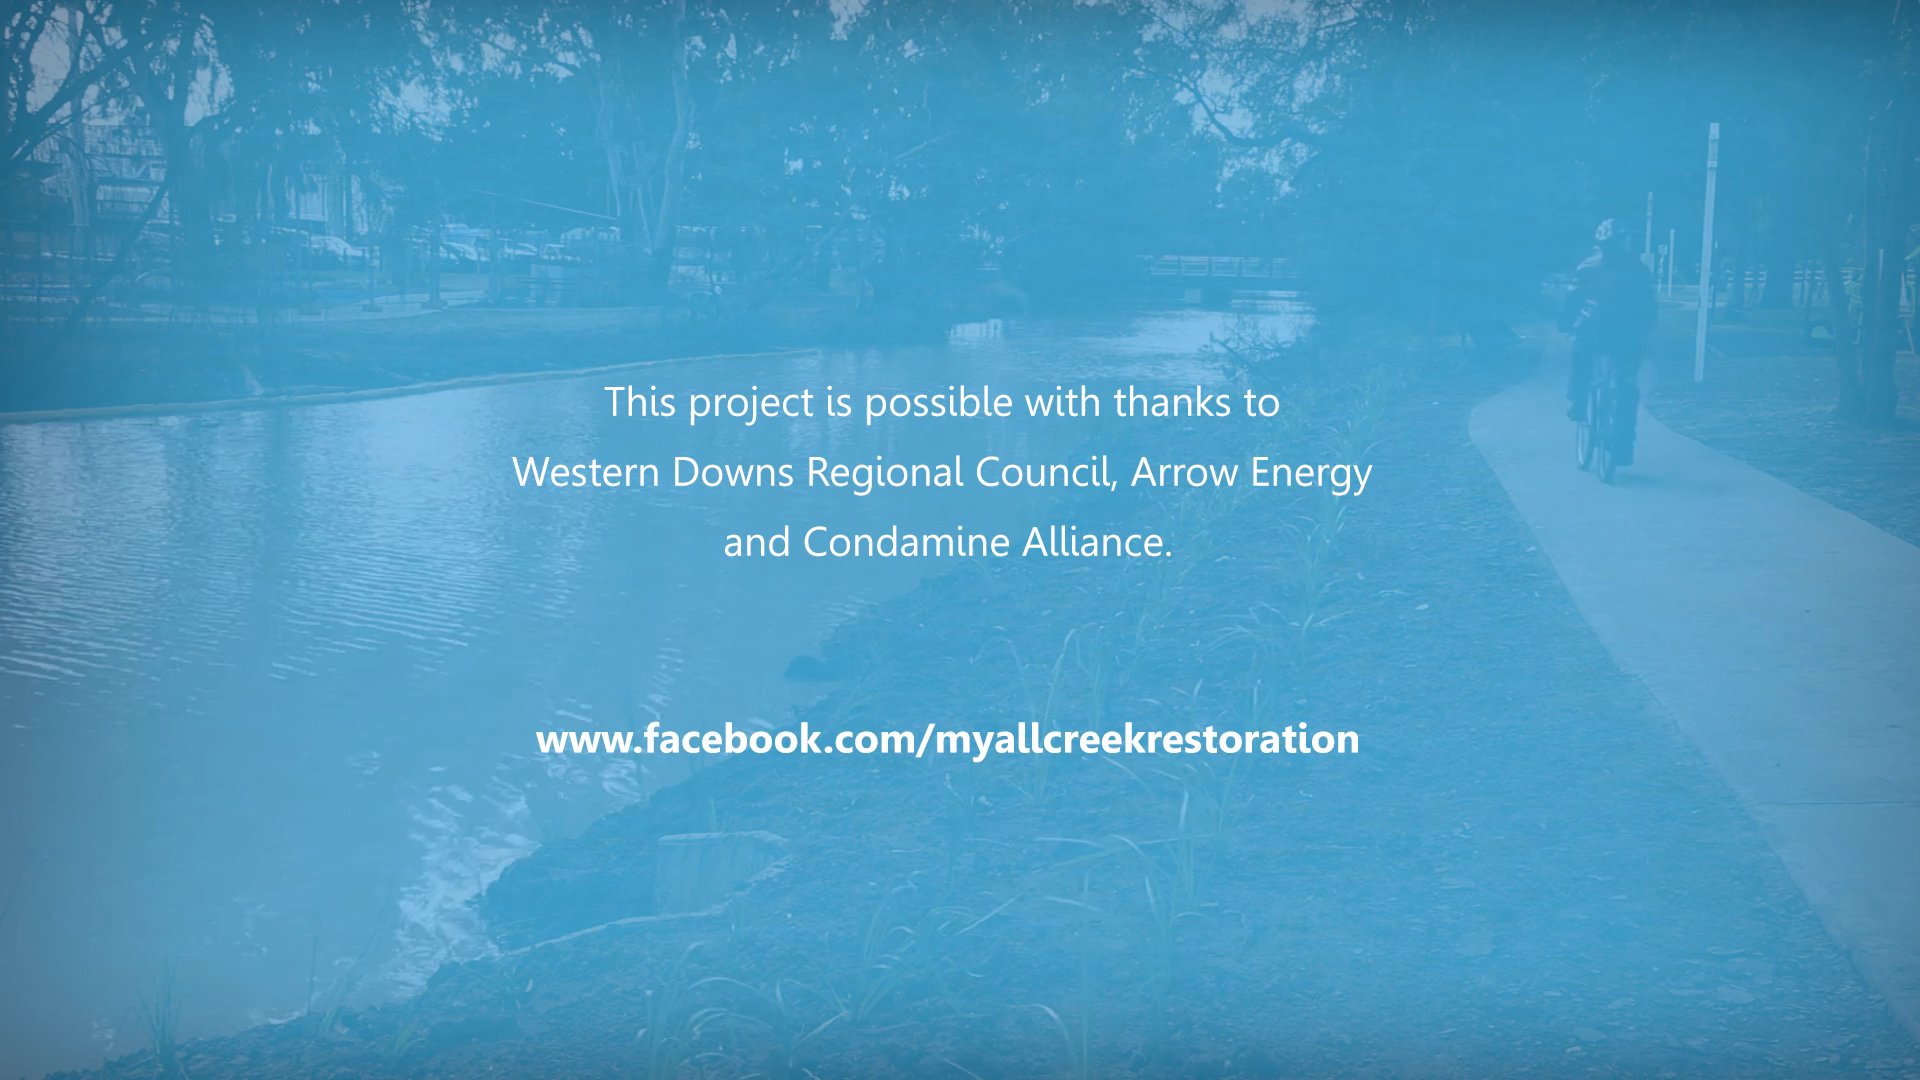 This project is possible with thanks to
Western Downs Regional Council, Arrow Energy
and Condamine Alliance.
www.facebook.com/myallcreekrestoration